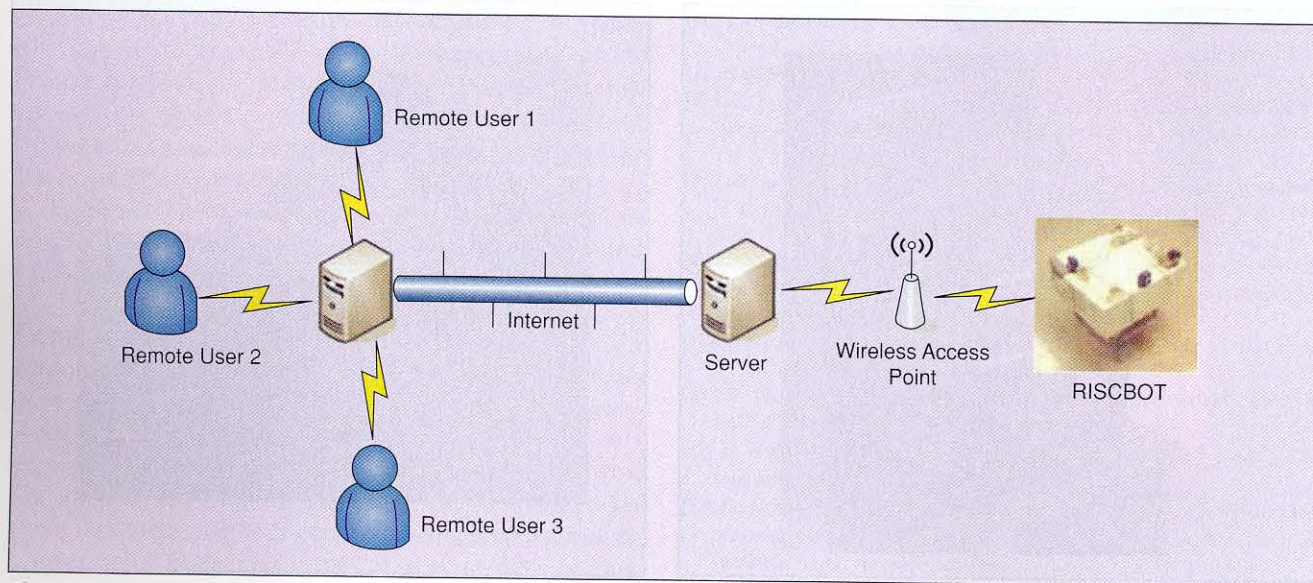 Remote User 1
Remote User 2
Internet
Server
Wireless Access
Point
RISCBOT
Remote User 3